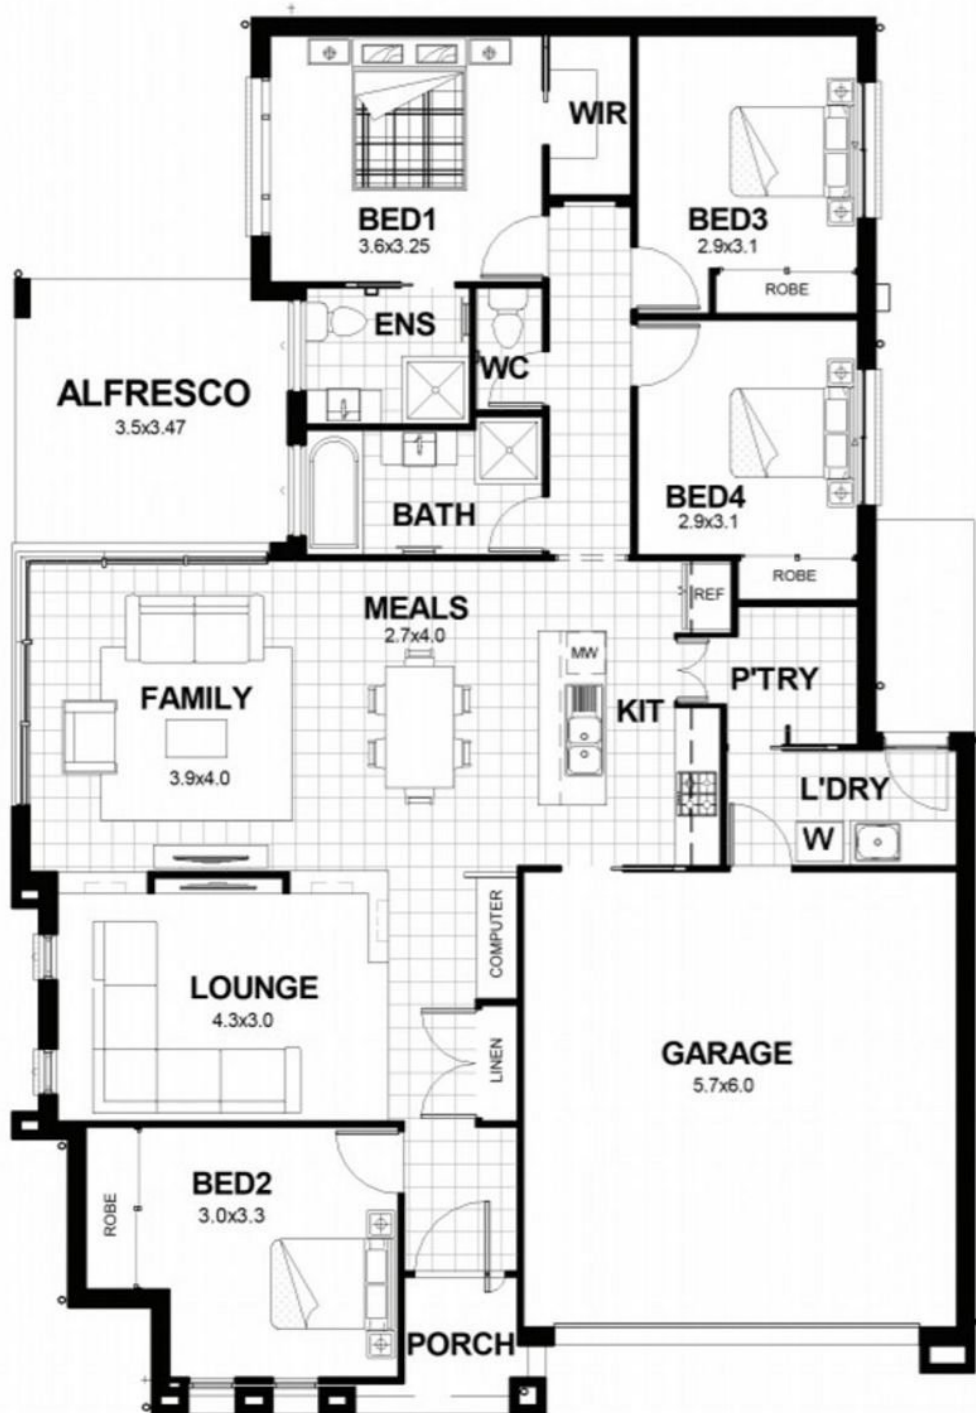 WIR
BED1
3.6x3.25
BED3
2.9x3.1
ROBE
ENS
WC
ALFRESCO
3.5x3.47
BED4
2.9x3.1
BATH
ROBE
REF
MEALS
2.7x4.0
MW
P'TRY
FAMILY
KIT
3.9x4.0
L'DRY
W
COMPUTER
LOUNGE
4.3x3.0
LINEN
GARAGE
5.7x6.0
BED2
3.0x3.3
ROBE
PORCH